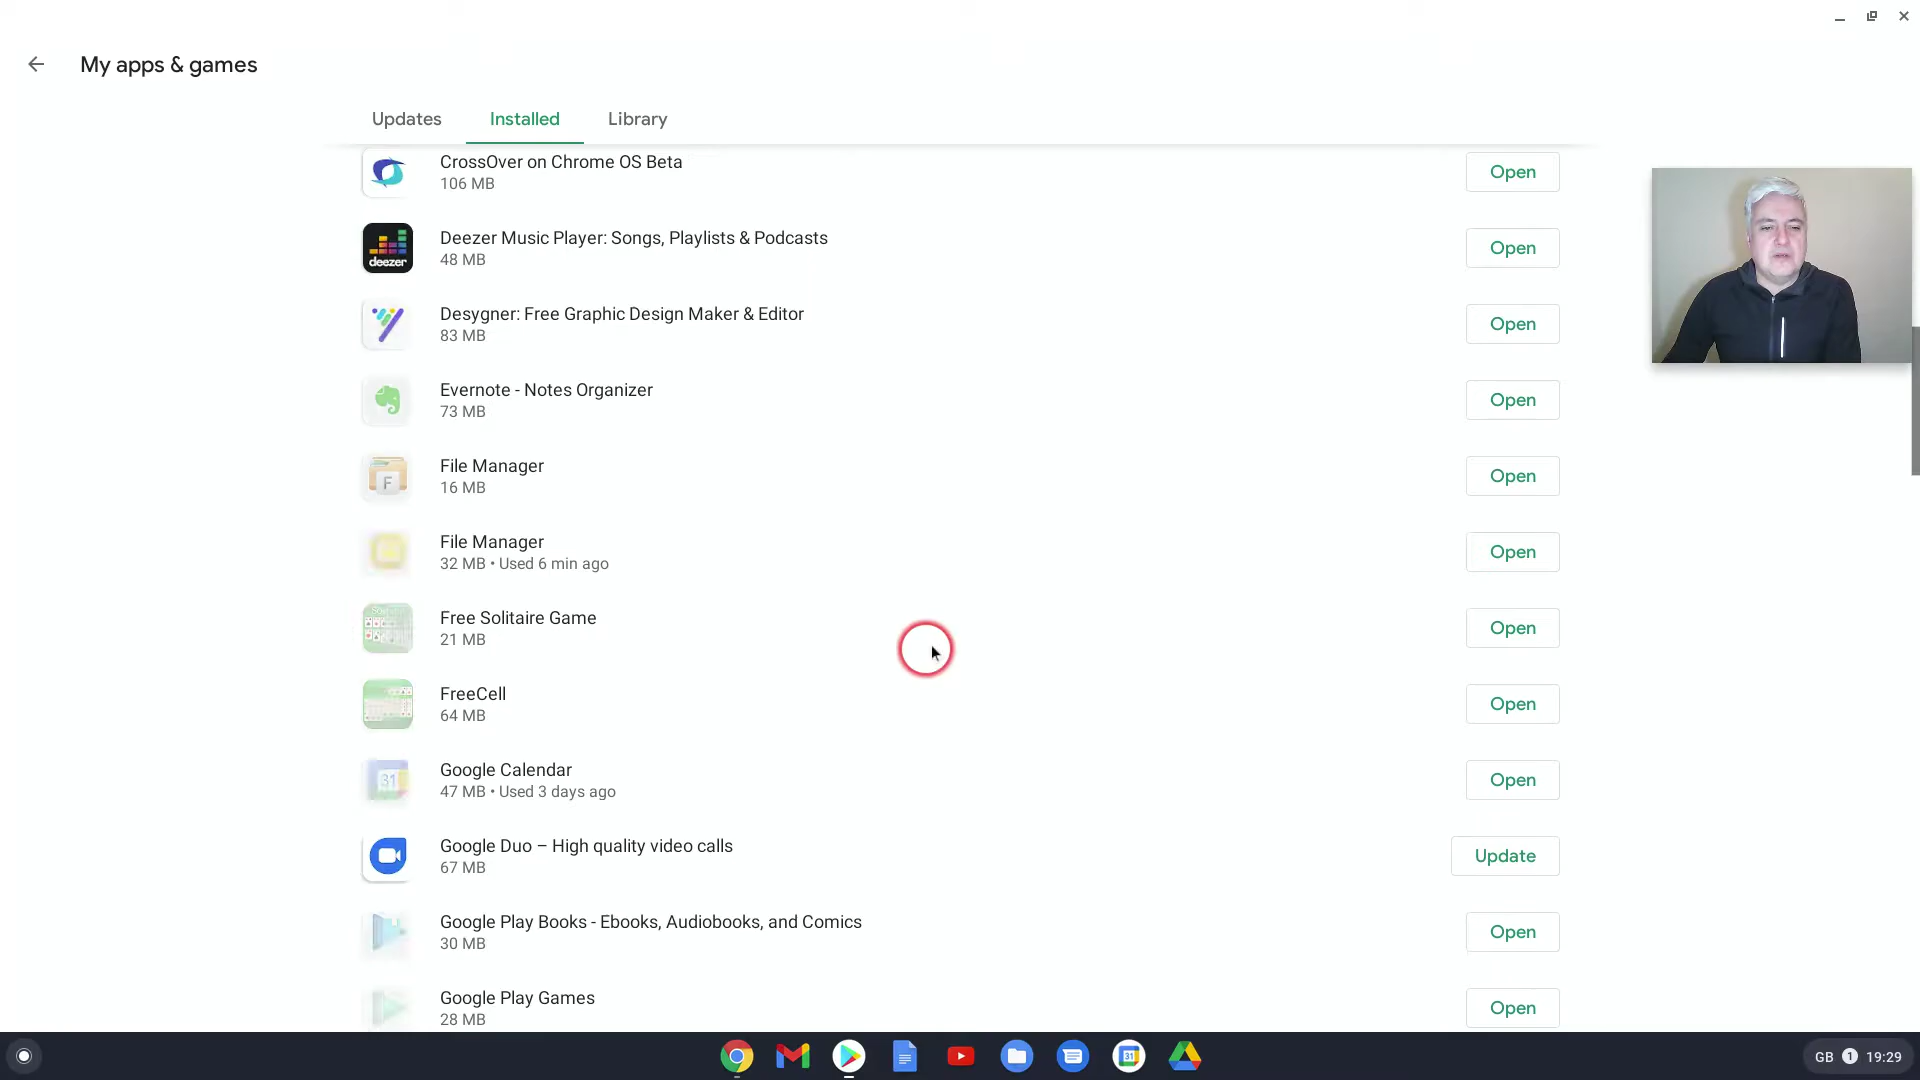 My apps & games
Updates
Installed
Library
CrossOver on Chrome OS Beta
106 MB
Open
deezer
Deezer Music Player: Songs, Playlists & Podcasts
48 MB
Open
Desygner: Free Graphic Design Maker & Editor
83 MB
Open
Evernote - Notes Organizer
73 MB
Open
F
File Manager
16 MB
Open
File Manager
32 MB • Used 6 min ago
Open
Free Solitaire Game
21 MB
Open
FreeCell
64 MB
Open
31
Google Calendar
47 MB • Used 3 days ago
Open
Google Duo – High quality video calls
67 MB
Update
Google Play Books - Ebooks, Audiobooks, and Comics
30 MB
Open
Google Play Games
28 MB
Open
31
GB 1 19:29